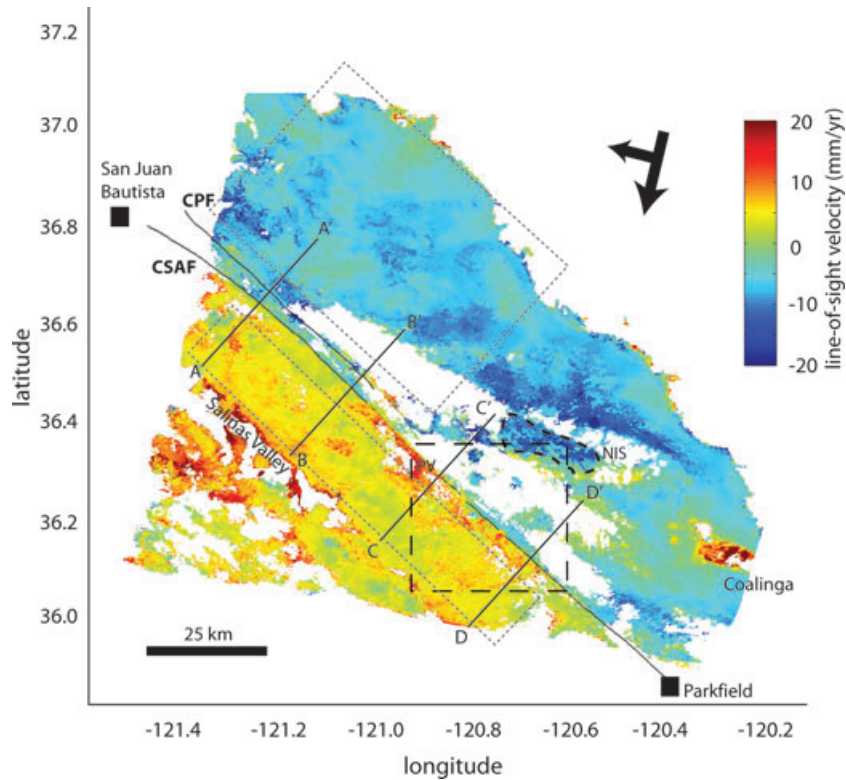 37.2
37.0
36.8
36.6
36.4
36.2
36.0
latitude
San Juan
Bautista
CPF
CSAF
A'
B'
C'
D'
A
B
C
D
Salinas Valley
PV
NIS
Coalinga
Parkfield
25 km
20
10
0
-10
-20
line-of-sight velocity (mm/yr)
-121.4
-121.2
-121.0
-120.8
-120.6
-120.4
-120.2
longitude